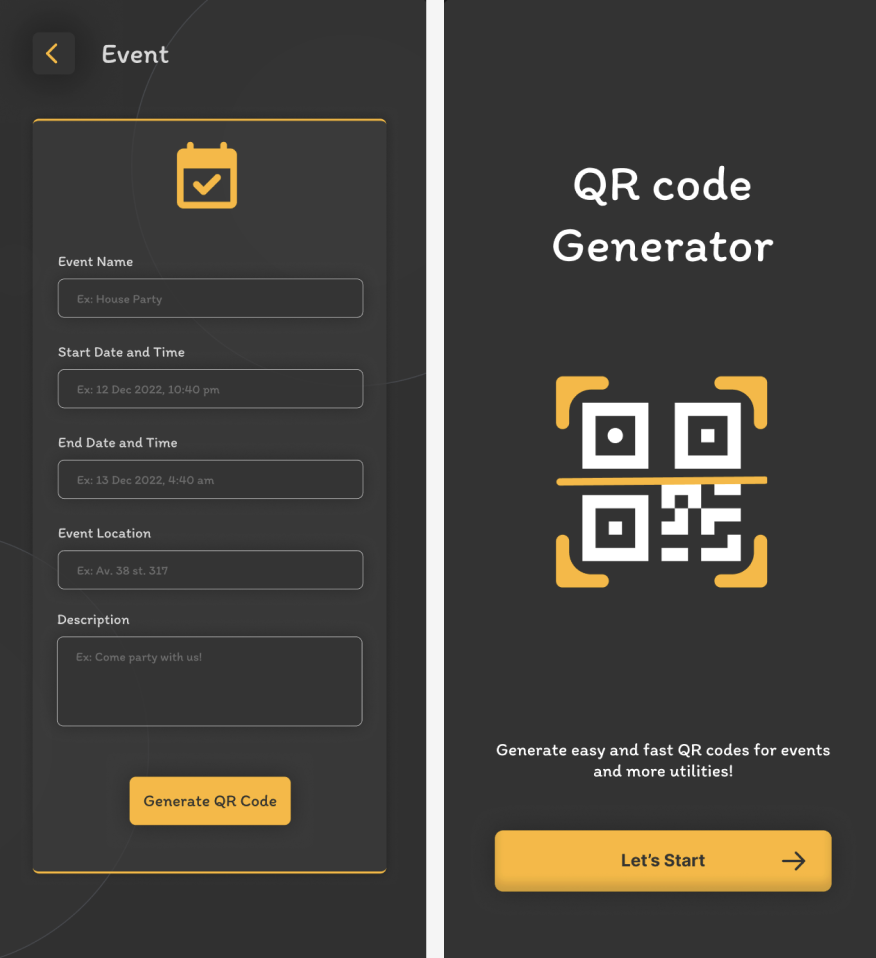 Event
Event Name
Ex: House Party
Start Date and Time
Ex: 12 Dec 2022, 10:40 pm
End Date and Time
Ex: 13 Dec 2022, 4:40 am
Event Location
Ex: Av. 38 st. 317
Description
Ex: Come party with us!
Generate QR Code
QR code
Generator
Generate easy and fast QR codes for events
and more utilities!
Let's Start